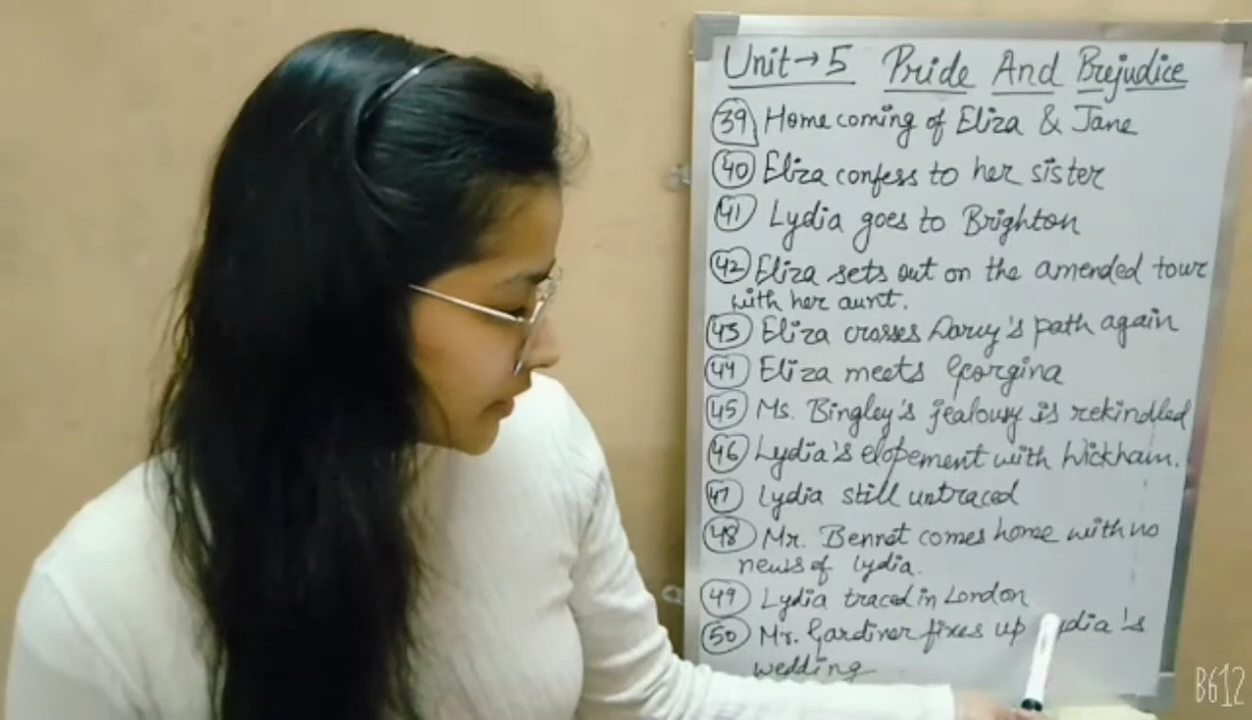 Unit→5 Pride And Prejudice
39 Home coming of Eliza & Jane
40 Eliza confess to her sister
41 Lydia goes to Brighton
42 Eliza sets out on the amended tour
with her aunt.
43 Eliza crosses Darcy's path again
44 Eliza meets Georgina
45 Ms. Bingley's jealousy is rekindled
46 Lydia's elopement with Wickham.
47 Lydia still untraced
48 Mr. Bennet comes home with no
news of Lydia.
49 Lydia traced in London
50 Mr. Gardiner fixes up Lydia's
wedding
B612